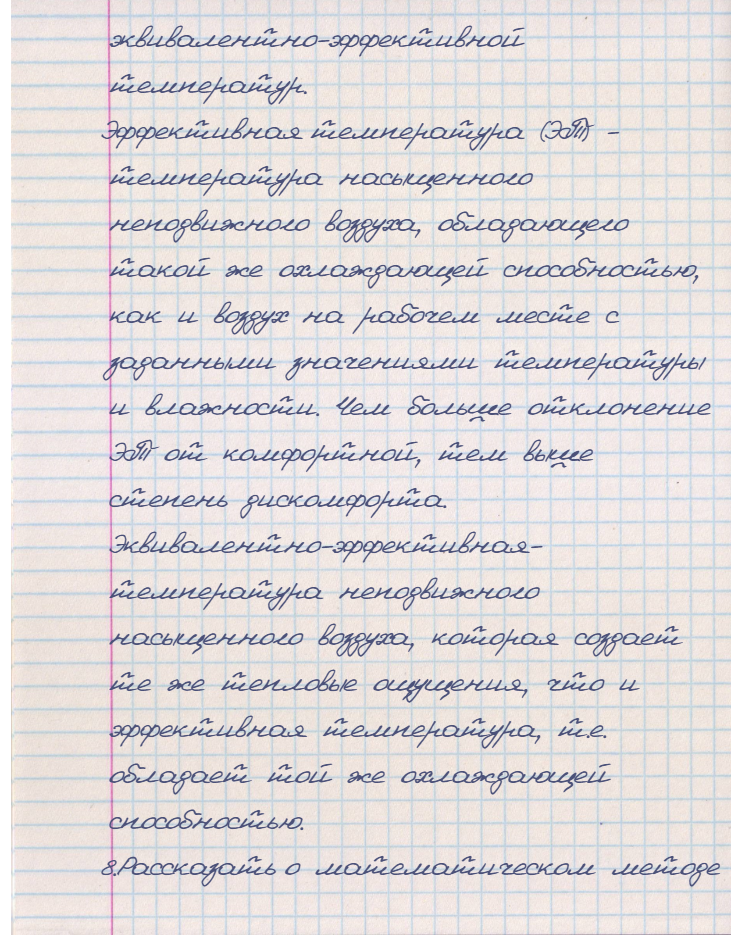 эквивалентно-эффективной
температур.
Эффективная температура (ЭТ) -
температура насыщенного
неподвижного воздуха, обладающего
такой же охлаждающей способностью,
как и воздух на рабочем месте с
заданными значениями температуры
и влажности. Чем больше отклонение
ЭТ от комфортной, тем выше
степень дискомфорта.
Эквивалентно-эффективная-
температура неподвижного
насыщенного воздуха, которая создает
те же тепловые ощущения, что и
эффективная температура, т.е.
обладает той же охлаждающей
способностью.
8.Рассказать о математическом методе